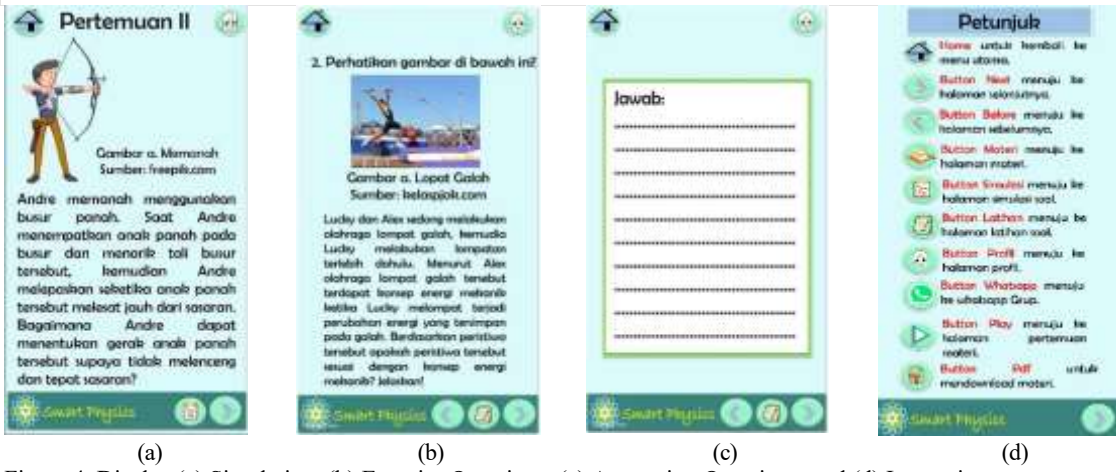 Pertemuan II
Gambar a. Memanah
Sumber: freepik.com
Andre memanah menggunakan
busur panah. Saat Andre
menempatkan anak panah pada
busur dan menarik tali busur
tersebut, kemudian Andre
melepaskan seketika anak panah
tersebut melesat jauh dari sasaran.
Bagaimana Andre dapat
menentukan gerak anak panah
tersebut supaya tidak melenceng
dan tepat sasaran?
Smart Physics
(a)
2. Perhatikan gambar di bawah ini!
Gambar a. Lopat Galah
Sumber: kelaspjok.com
Lucky dan Alex sedang melakukan
olahraga lompat galah, kemudia
Lucky melakukan lompatan
terlebih dahulu. Menurut Alex
olahraga lompat galah tersebut
terdapat konsep energi mekanik
ketika Lucky melompat terjadi
perubahan energi yang tersimpan
pada galah. Berdasarkan peristiwa
tersebut apakah peristiwa tersebut
sesuai dengan konsep energi
mekanik? Jelaskan!
Smart Physics
(b)
Jawab:
Smart Physics
(c)
Petunjuk
Home untuk kembali ke
menu utama.
Button Next menuju ke
halaman selanjutnya.
Button Before menuju ke
halaman sebelumnya.
Button Materi menuju ke
halaman materi.
Button Simulasi menuju ke
halaman simulasi soal.
Button Latihan menuju ke
halaman latihan soal.
Button Profil menuju ke
halaman profil.
Button Whatsapp menuju
ke whatsapp Grup.
Button Play menuju ke
halaman pertemuan
materi.
Button Pdf untuk
mendownload materi.
Smart Physics
(d)